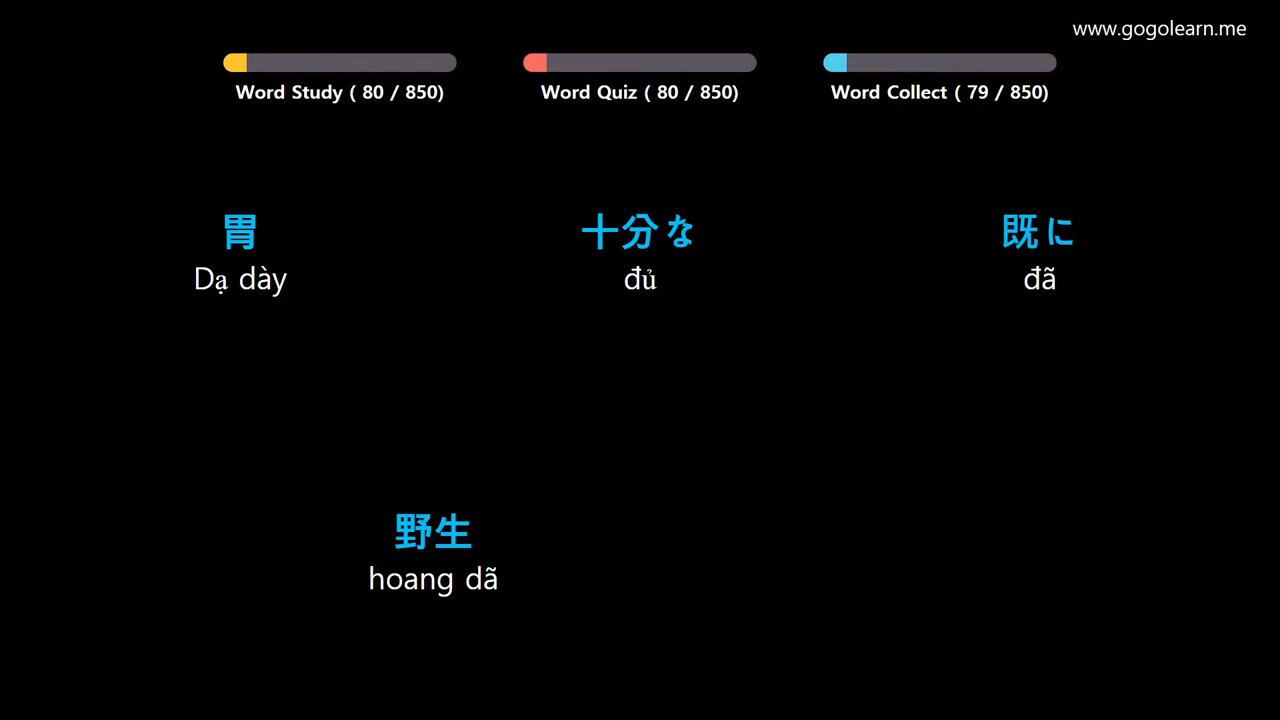 www.gogolearn.me
Word Study ( 80 / 850)
Word Quiz ( 80 / 850)
Word Collect ( 79 / 850)
胃
Dạ dày
十分な
đủ
既に
đã
野生
hoang dã